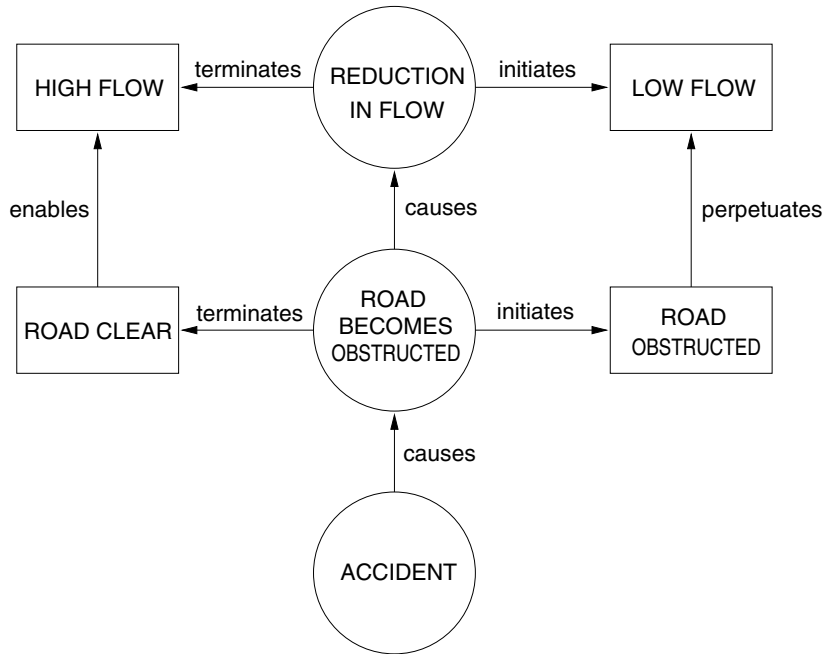 HIGH FLOW
terminates
REDUCTION
IN FLOW
initiates
LOW FLOW
enables
causes
perpetuates
ROAD CLEAR
terminates
ROAD
BECOMES
OBSTRUCTED
initiates
ROAD
OBSTRUCTED
causes
ACCIDENT